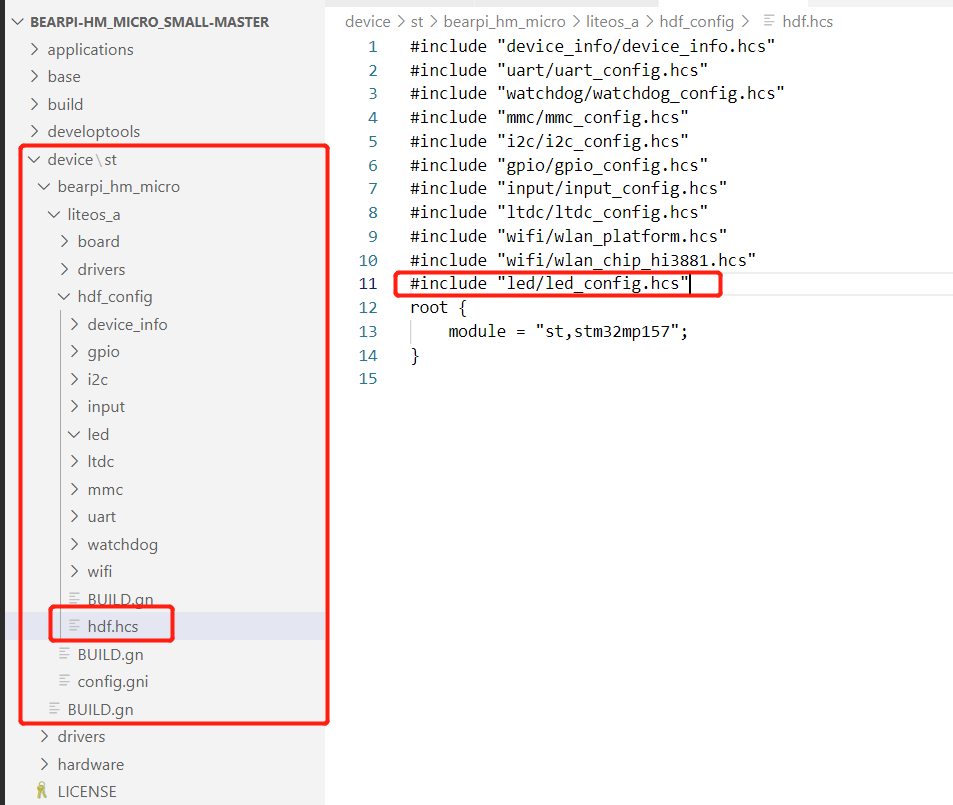 BEARPI-HM_MICRO_SMALL-MASTER
applications
base
build
developtools
device\st
bearpi_hm_micro
liteos_a
board
drivers
hdf_config
device_info
gpio
i2c
input
led
ltdc
mmc
uart
watchdog
wifi
BUILD.gn
hdf.hcs
BUILD.gn
config.gni
BUILD.gn
drivers
hardware
LICENSE
device > st > bearpi_hm_micro > liteos_a > hdf_config > hdf.hcs
1 #include "device_info/device_info.hcs"
2 #include "uart/uart_config.hcs"
3 #include "watchdog/watchdog_config.hcs"
4 #include "mmc/mmc_config.hcs"
5 #include "i2c/i2c_config.hcs"
6 #include "gpio/gpio_config.hcs"
7 #include "input/input_config.hcs"
8 #include "ltdc/ltdc_config.hcs"
9 #include "wifi/wlan_platform.hcs"
10 #include "wifi/wlan_chip_hi3881.hcs"
11 #include "led/led_config.hcs"
12 root {
13 module = "st,stm32mp157";
14 }
15